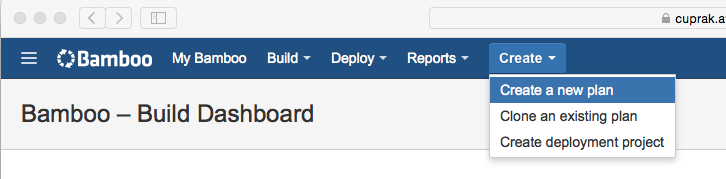 cuprak.a
Bamboo My Bamboo Build Deploy Reports Create
Create a new plan
Bamboo – Build Dashboard
Clone an existing plan
Create deployment project